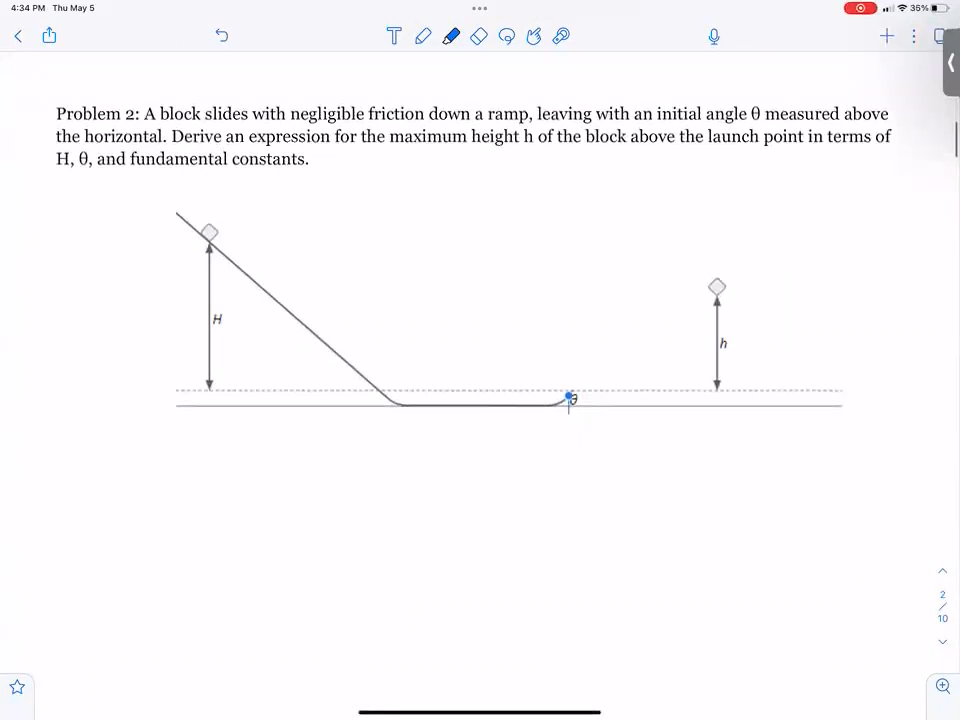 4:34 PM Thu May 5
36%
Problem 2: A block slides with negligible friction down a ramp, leaving with an initial angle θ measured above
the horizontal. Derive an expression for the maximum height h of the block above the launch point in terms of
H, θ, and fundamental constants.
H
h
θ
2
/
10